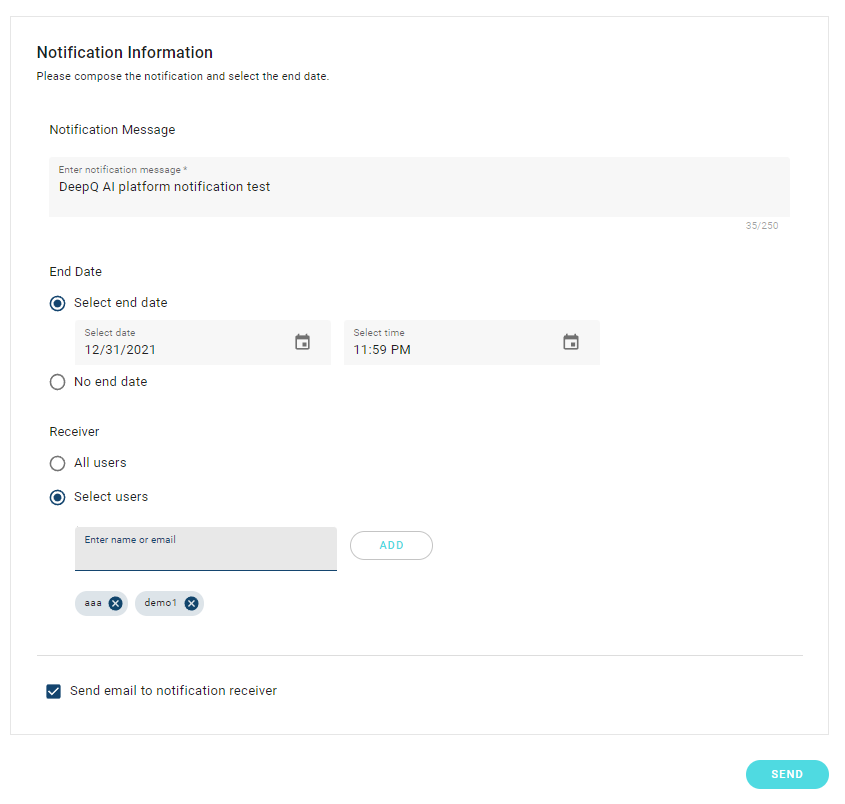 Notification Information
Please compose the notification and select the end date.
Notification Message
Enter notification message *
DeepQ AI platform notification test
35/250
End Date
Select end date
Select date
12/31/2021
Select time
11:59 PM
No end date
Receiver
All users
Select users
Enter name or email
ADD
aaa
demo1
Send email to notification receiver
SEND